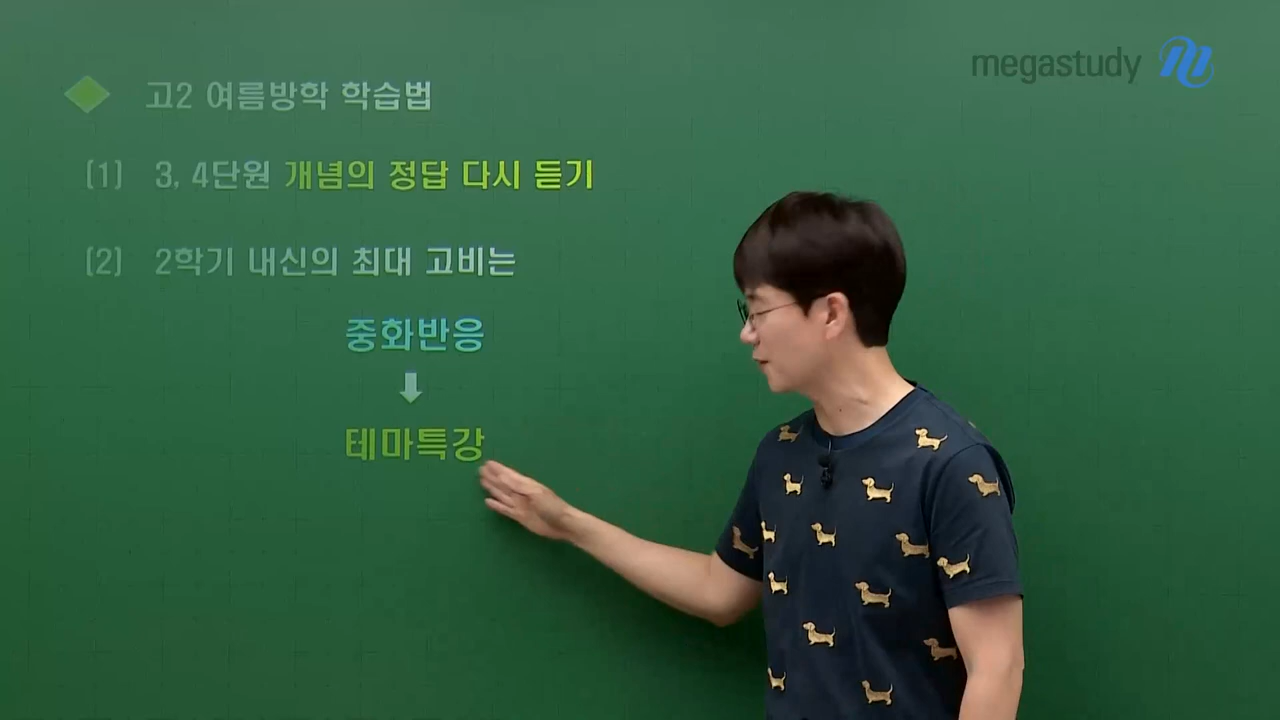 megastudy
고2 여름방학 학습법
(1) 3, 4단원 개념의 정답 다시 듣기
(2) 2학기 내신의 최대 고비는
중화반응
테마특강